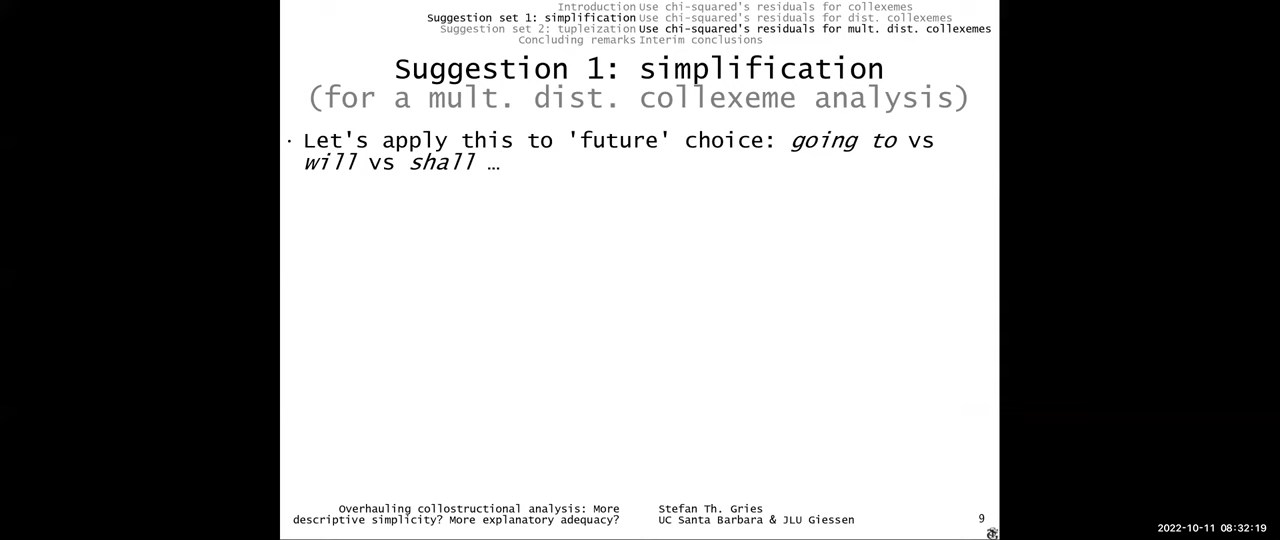 Introduction Use chi-squared's residuals for collexemes
Suggestion set 1: simplification Use chi-squared's residuals for dist. collexemes
Suggestion set 2: tupleization Use chi-squared's residuals for mult. dist. collexemes
Concluding remarks Interim conclusions
Suggestion 1: simplification
(for a mult. dist. collexeme analysis)
· Let's apply this to 'future' choice: going to vs
will vs shall …
Overhauling collostructional analysis: More
descriptive simplicity? More explanatory adequacy?
Stefan Th. Gries
UC Santa Barbara & JLU Giessen
9
2022-10-11 08:32:19